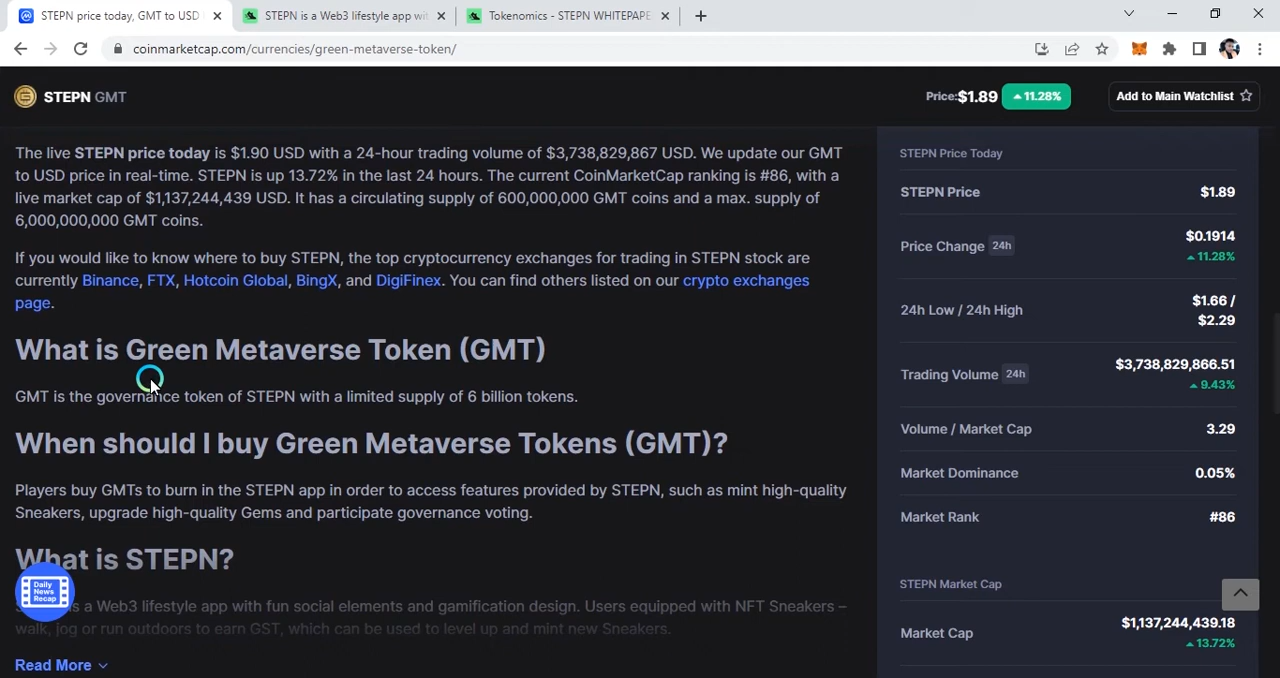 STEPN price today, GMT to USD
STEPN is a Web3 lifestyle app wit
Tokenomics - STEPN WHITEPAPE
coinmarketcap.com/currencies/green-metaverse-token/
STEPN GMT
Price: $1.89 11.28%
Add to Main Watchlist
The live STEPN price today is $1.90 USD with a 24-hour trading volume of $3,738,829,867 USD. We update our GMT
to USD price in real-time. STEPN is up 13.72% in the last 24 hours. The current CoinMarketCap ranking is #86, with a
live market cap of $1,137,244,439 USD. It has a circulating supply of 600,000,000 GMT coins and a max. supply of
6,000,000,000 GMT coins.
If you would like to know where to buy STEPN, the top cryptocurrency exchanges for trading in STEPN stock are
currently Binance, FTX, Hotcoin Global, BingX, and DigiFinex. You can find others listed on our crypto exchanges
page.
What is Green Metaverse Token (GMT)
GMT is the governance token of STEPN with a limited supply of 6 billion tokens.
When should I buy Green Metaverse Tokens (GMT)?
Players buy GMTs to burn in the STEPN app in order to access features provided by STEPN, such as mint high-quality
Sneakers, upgrade high-quality Gems and participate governance voting.
What is STEPN?
is a Web3 lifestyle app with fun social elements and gamification design. Users equipped with NFT Sneakers –
walk, jog or run outdoors to earn GST, which can be used to level up and mint new Sneakers.
Daily
News
Recap
Read More
STEPN Price Today
STEPN Price $1.89
Price Change 24h $0.1914
11.28%
24h Low / 24h High $1.66 /
$2.29
Trading Volume 24h $3,738,829,866.51
9.43%
Volume / Market Cap 3.29
Market Dominance 0.05%
Market Rank #86
STEPN Market Cap
Market Cap $1,137,244,439.18
13.72%